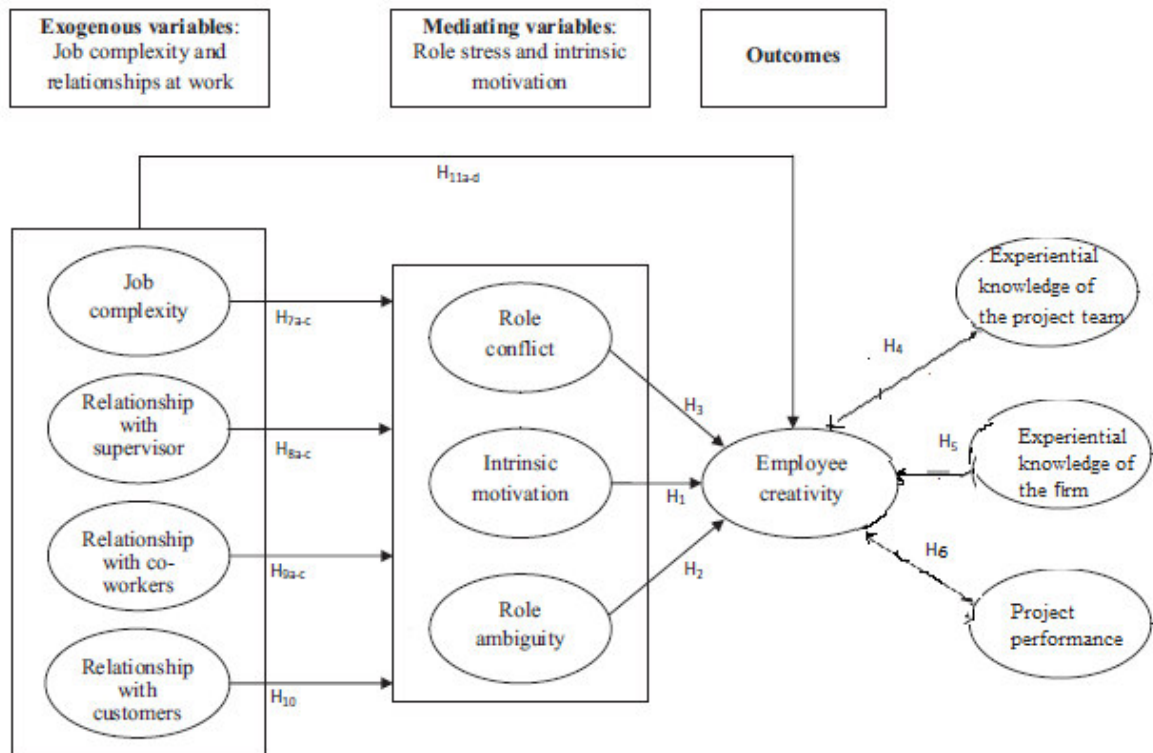 Exogenous variables:
Job complexity and
relationships at work
Mediating variables:
Role stress and intrinsic
motivation
Outcomes
H11a-d
Job
complexity
H7a-c
Relationship
with
supervisor
H8a-c
Relationship
with co-
workers
H9a-c
Relationship
with
customers
H10
Role
conflict
H3
Intrinsic
motivation
H1
Role
ambiguity
H2
Employee
creativity
H4
. Experiential
knowledge of
the project team
H5
Experiential
knowledge of
the firm
H6
Project
performance